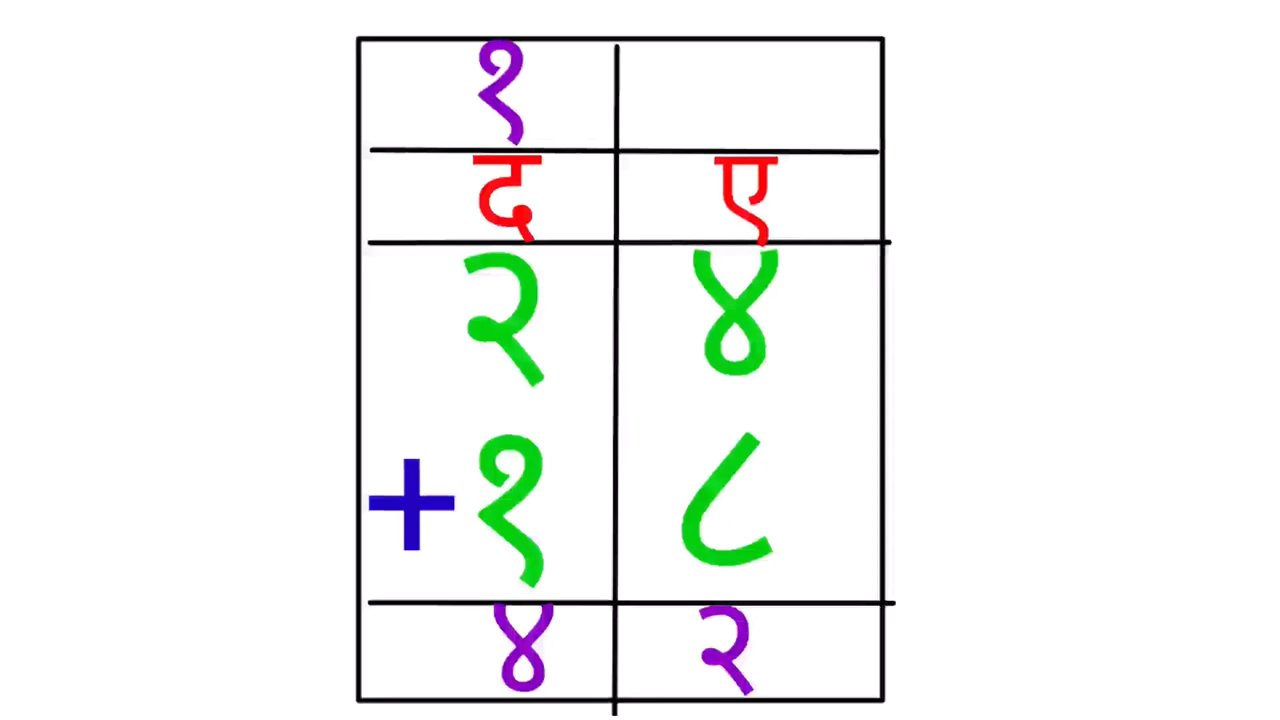 १
द ए
२ ४
+ १ ८
४ २